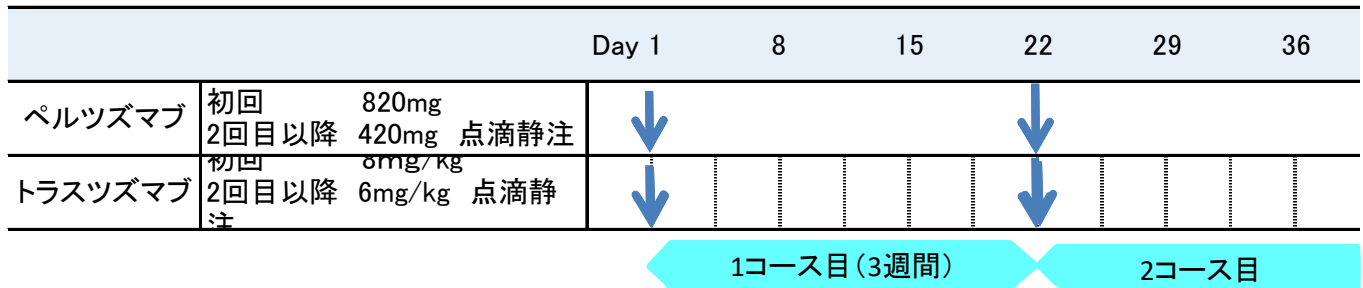 Day 1 8 15 22 29 36
ペルツズマブ
初回 820mg
2回目以降 420mg 点滴静注
トラスツズマブ
初回 8mg/kg
2回目以降 6mg/kg 点滴静
注
1コース目(3週間)
2コース目